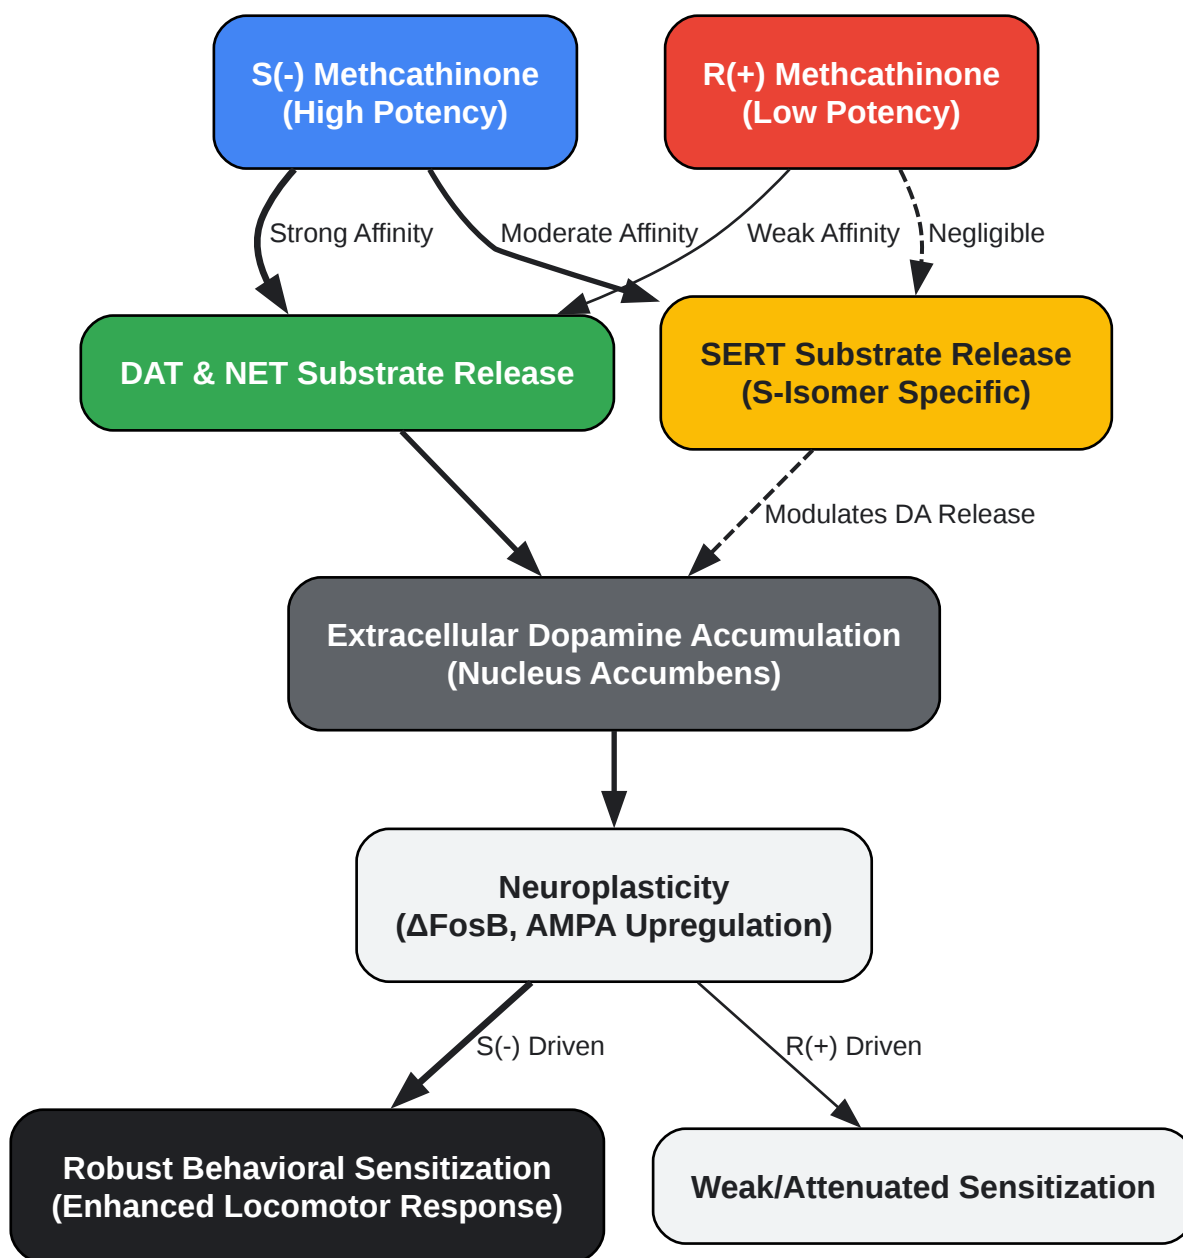 S(-) Methcathinone
(High Potency)
R(+) Methcathinone
(Low Potency)
Strong Affinity
Moderate Affinity
Weak Affinity
Negligible
DAT & NET Substrate Release
SERT Substrate Release
(S-Isomer Specific)
Modulates DA Release
Extracellular Dopamine Accumulation
(Nucleus Accumbens)
Neuroplasticity
(ΔFosB, AMPA Upregulation)
S(-) Driven
R(+) Driven
Robust Behavioral Sensitization
(Enhanced Locomotor Response)
Weak/Attenuated Sensitization